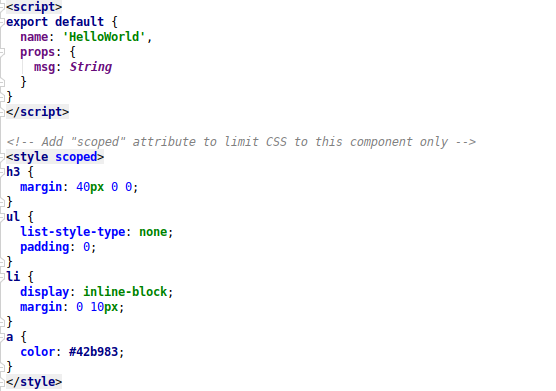 <script>
export default {
  name: 'HelloWorld',
  props: {
    msg: String
  }
}
</script>

<!-- Add "scoped" attribute to limit CSS to this component only -->
<style scoped>
h3 {
  margin: 40px 0 0;
}
ul {
  list-style-type: none;
  padding: 0;
}
li {
  display: inline-block;
  margin: 0 10px;
}
a {
  color: #42b983;
}
</style>